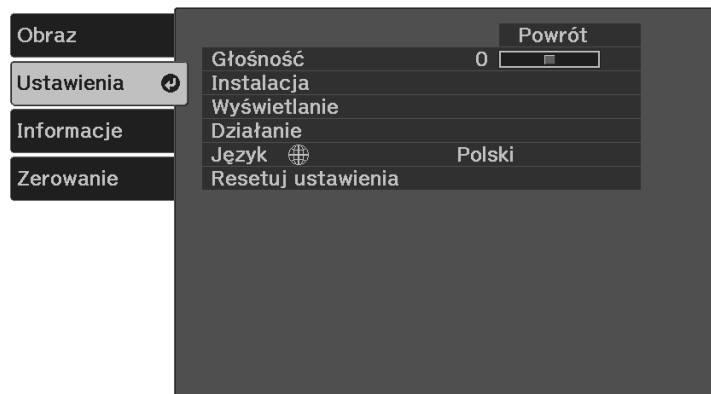 Obraz
Ustawienia
Informacje
Zerowanie
Powrót
Głośność 0
Instalacja
Wyświetlanie
Działanie
Język Polski
Resetuj ustawienia